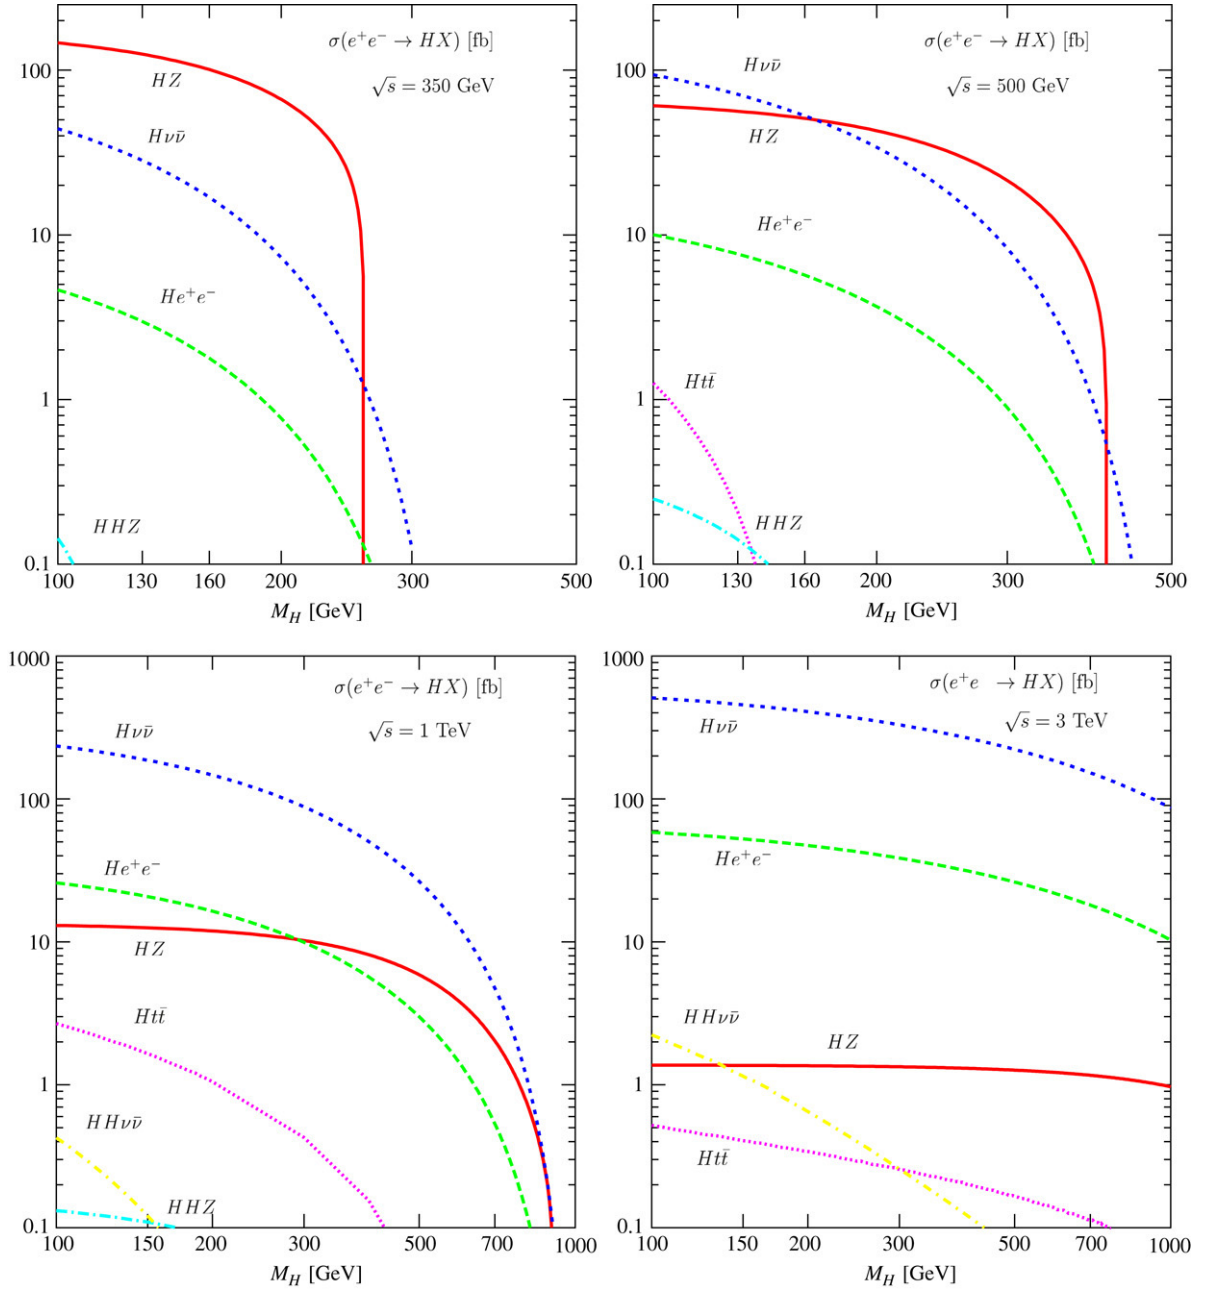 σ(e⁺e⁻ → HX) [fb]
√s = 350 GeV
100
10
1
0.1
HZ
Hνν̄
He⁺e⁻
HHZ
100 130 160 200 300 500
M_H [GeV]
σ(e⁺e⁻ → HX) [fb]
√s = 500 GeV
100
10
1
0.1
Hνν̄
HZ
He⁺e⁻
Htt̄
HHZ
100 130 160 200 300 500
M_H [GeV]
σ(e⁺e⁻ → HX) [fb]
√s = 1 TeV
1000
100
10
1
0.1
Hνν̄
He⁺e⁻
HZ
Htt̄
HHνν̄
HHZ
100 150 200 300 500 700 1000
M_H [GeV]
σ(e⁺e → HX) [fb]
√s = 3 TeV
1000
100
10
1
0.1
Hνν̄
He⁺e⁻
HHνν̄
HZ
Htt̄
100 150 200 300 500 700 1000
M_H [GeV]